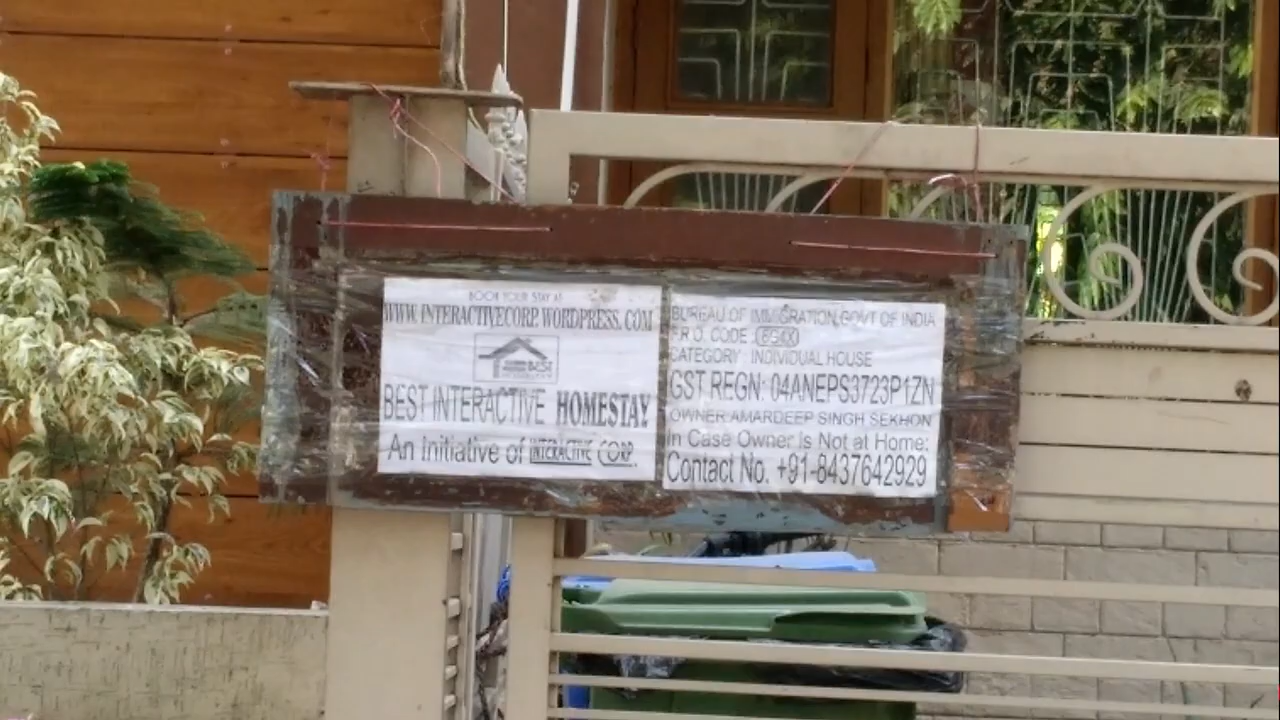 BOOK YOUR STAY AT
WWW.INTERACTIVECORP.WORDPRESS.COM
BEST
BEST INTERACTIVE HOMESTAY
An Initiative of INTERACTIVE CORP.
BUREAU OF IMMIGRATION,GOVT OF INDIA
F.R.O. CODE :
CATEGORY : INDIVIDUAL HOUSE
GST REGN: 04ANEPS3723P1ZN
OWNER:AMARDEEP SINGH SEKHON
In Case Owner Is Not at Home:
Contact No. +91-8437642929